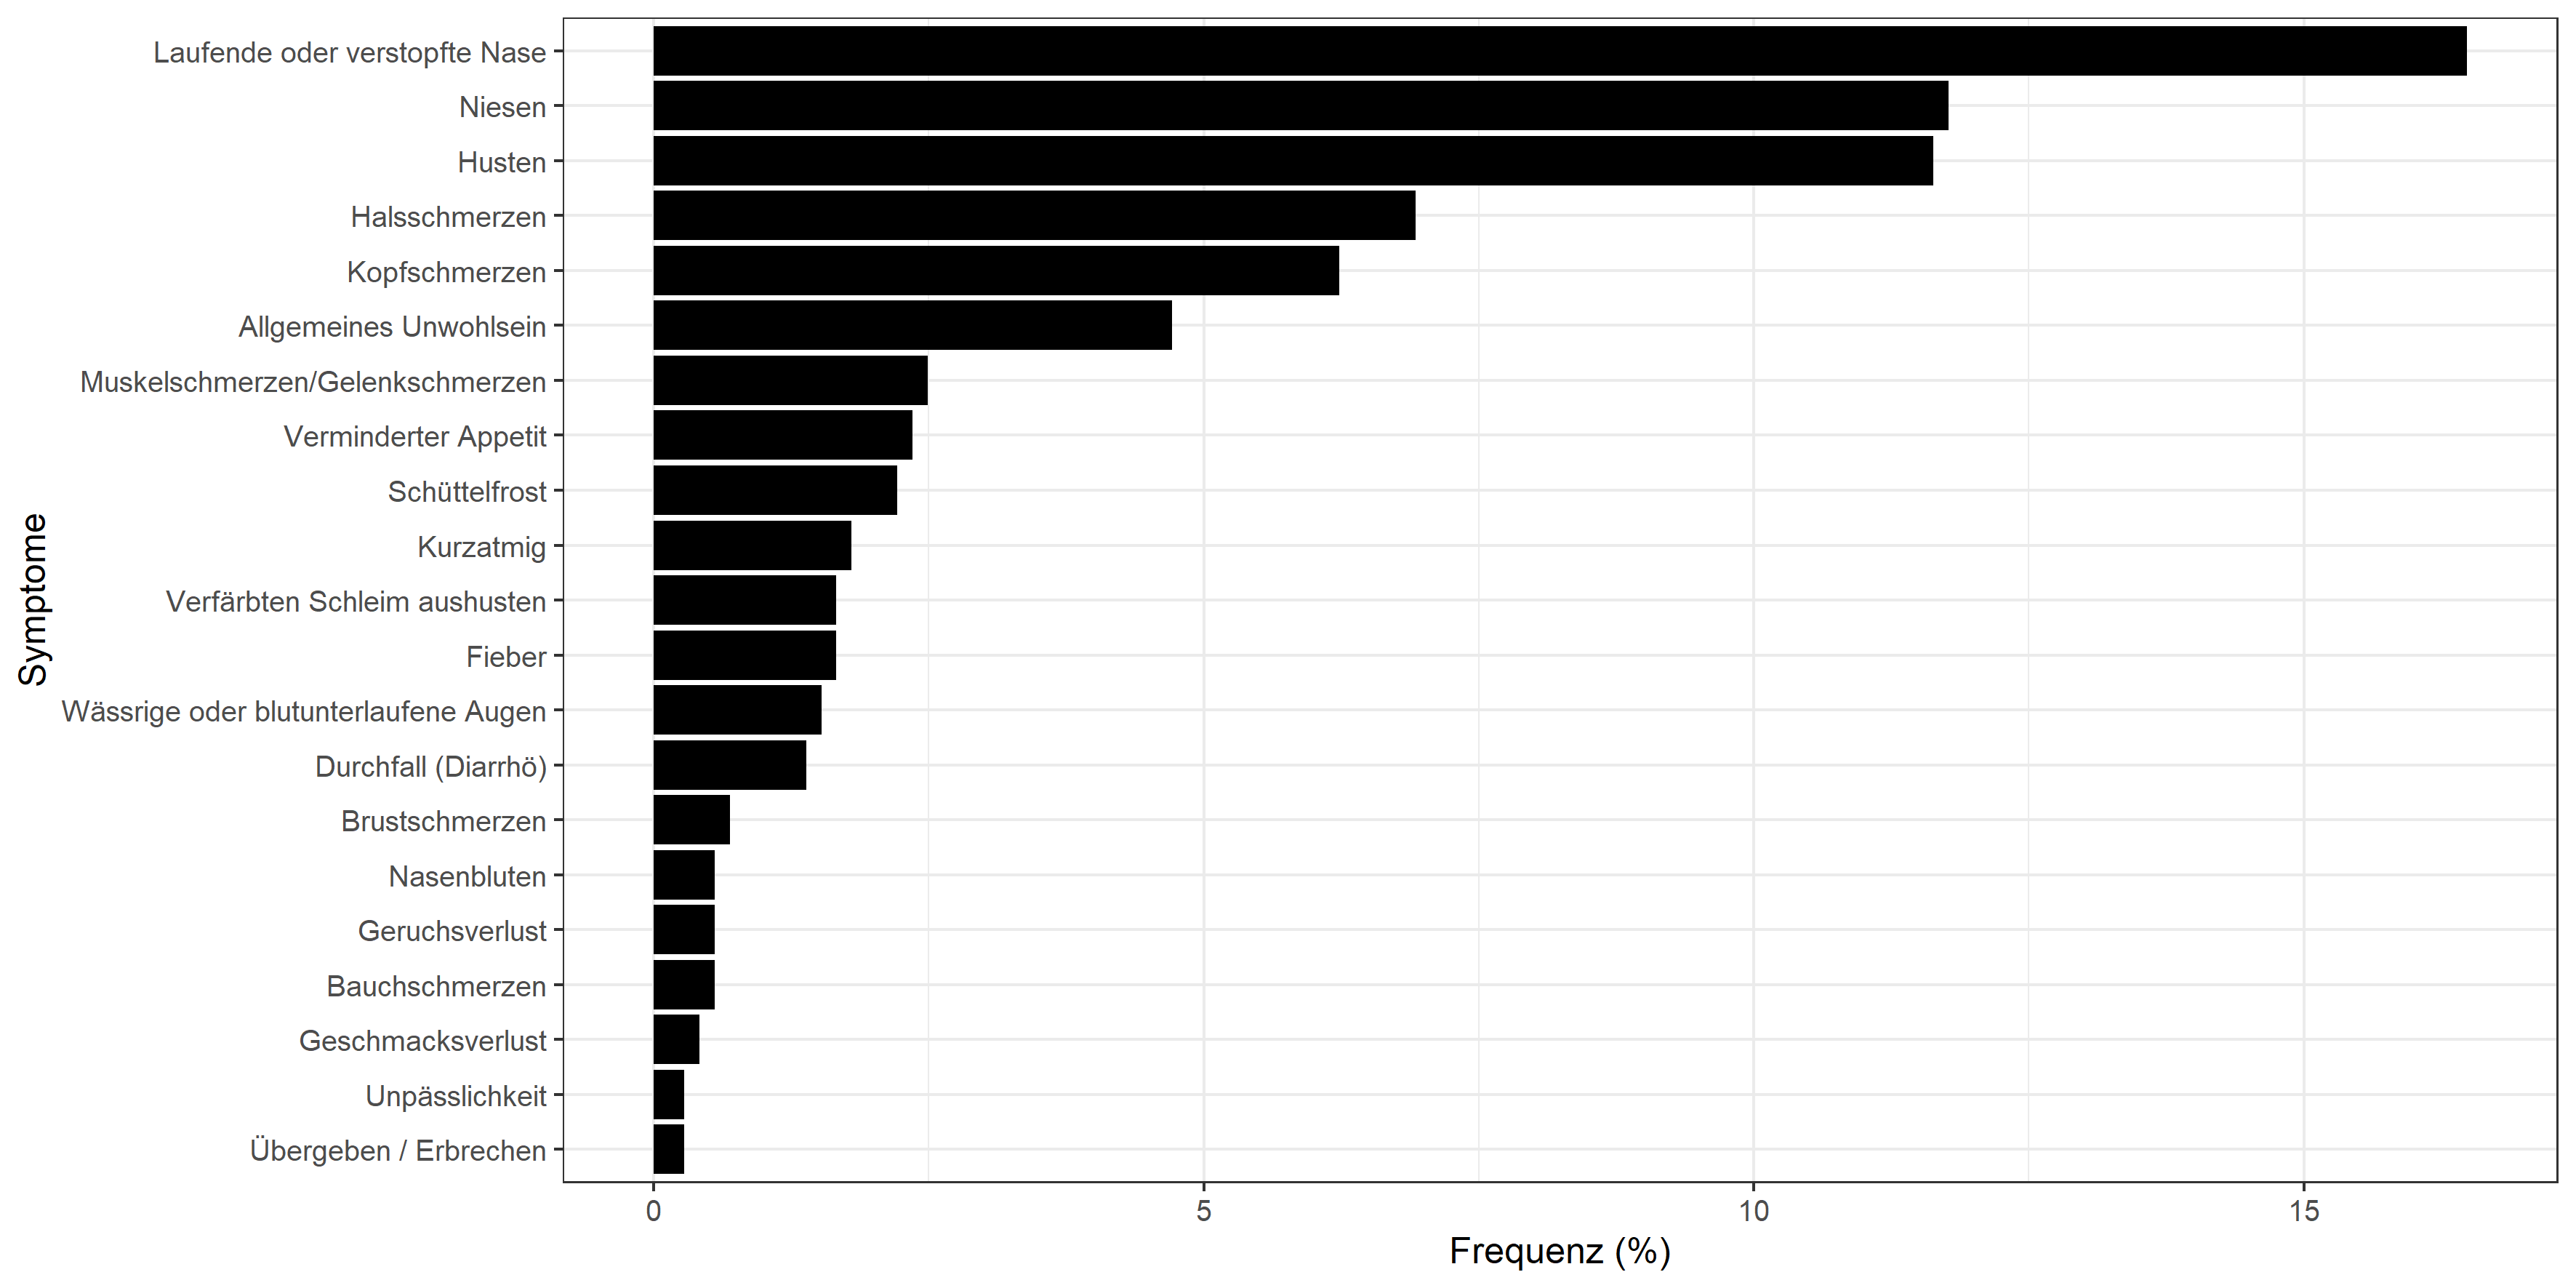 Laufende oder verstopfte Nase
Niesen
Husten
Halsschmerzen
Kopfschmerzen
Allgemeines Unwohlsein
Muskelschmerzen/Gelenkschmerzen
Verminderter Appetit
Schüttelfrost
Kurzatmig
Verfärbten Schleim aushusten
Fieber
Wässrige oder blutunterlaufene Augen
Durchfall (Diarrhö)
Brustschmerzen
Nasenbluten
Geruchsverlust
Bauchschmerzen
Geschmacksverlust
Unpässlichkeit
Übergeben / Erbrechen
Symptome
0 5 10 15
Frequenz (%)